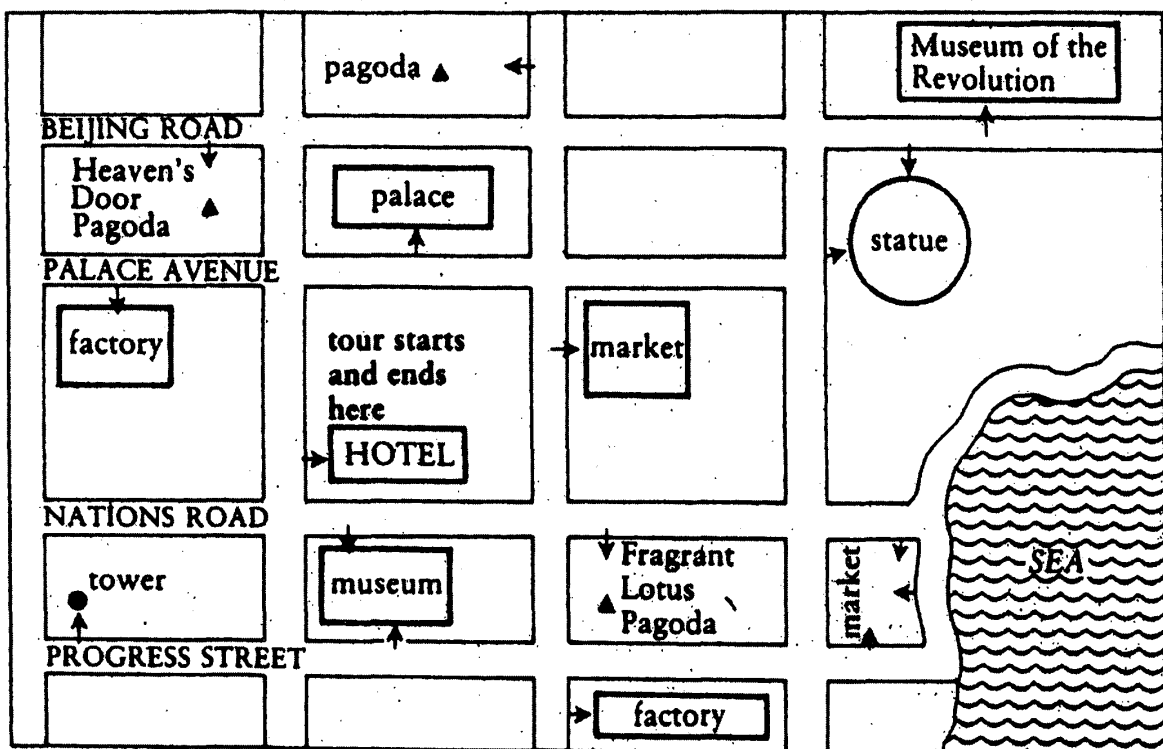 pagoda
Museum of the
Revolution
BEIJING ROAD
Heaven's
Door
Pagoda
palace
statue
PALACE AVENUE
factory
tour starts
and ends
here
HOTEL
market
NATIONS ROAD
tower
museum
Fragrant
Lotus
Pagoda
market
SEA
PROGRESS STREET
factory